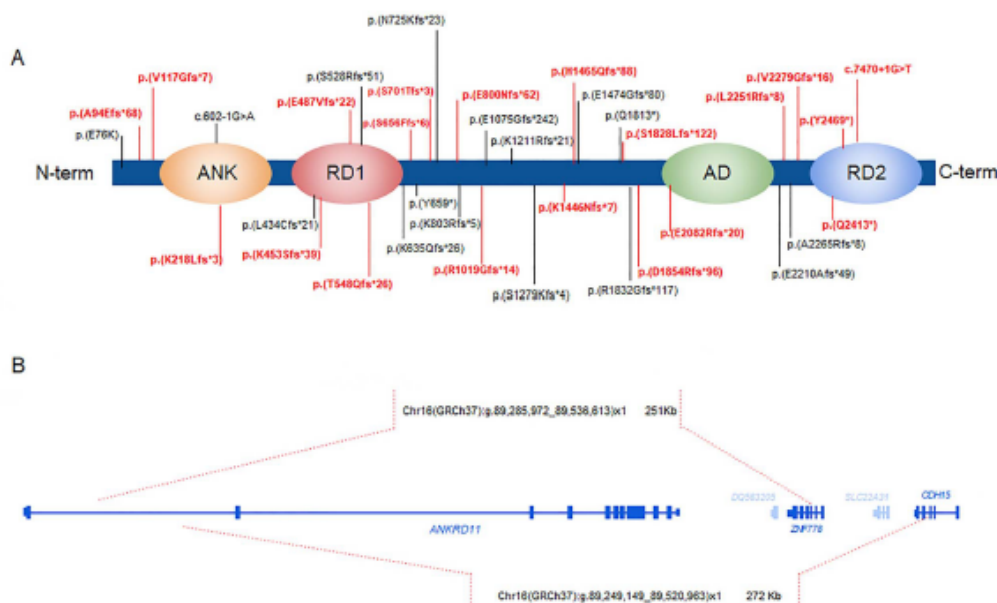 p.(N725Kfs*23)
A
p.(V117Gfs*7)
p.(S528Rfs*51)
p.(H1465Qfs*88)
p.(V2279Gfs*16)
c.7470+1G>T
p.(A94Efs*68)
c.602-1G>A
p.(E487Vfs*22)
p.(S701Tfs*3)
p.(E800Nfs*62)
p.(E1474Gfs*80)
p.(L2251Rfs*8)
p.(E76K)
p.(S656Ffs*6)
p.(E1075Gfs*242)
p.(Q1813*)
p.(Y2469*)
p.(K1211Rfs*21)
p.(S1828Lfs*122)
N-term
ANK
RD1
AD
RD2
C-term
p.(L434Cfs*21)
p.(Y659*)
p.(K1446Nfs*7)
p.(Q2413*)
p.(K218Lfs*3)
p.(K453Sfs*39)
p.(K803Rfs*5)
p.(E2082Rfs*20)
p.(A2265Rfs*8)
p.(K635Qfs*26)
p.(R1019Gfs*14)
p.(D1854Rfs*96)
p.(E2210Afs*49)
p.(T548Qfs*26)
p.(S1279Kfs*4)
p.(R1832Gfs*117)
B
Chr16(GRCh37):g.89,285,972_89,536,613)x1 251Kb
ANKRD11
ZNF778
SLC22A31
CDH15
Chr16(GRCh37):g.89,249,149_89,520,963)x1 272 Kb